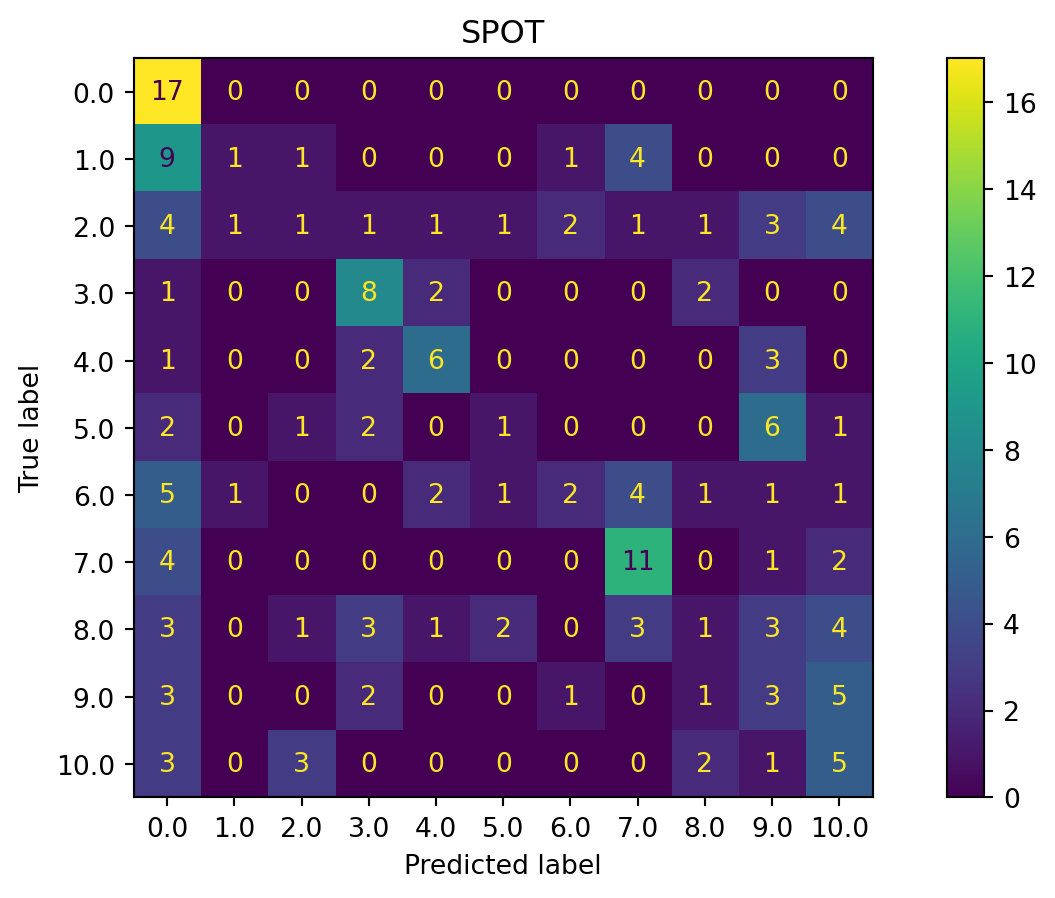 SPOT
0.0 17 0 0 0 0 0 0 0 0 0 0
1.0 9 1 1 0 0 0 1 4 0 0 0
2.0 4 1 1 1 1 1 2 1 1 3 4
3.0 1 0 0 8 2 0 0 0 2 0 0
4.0 1 0 0 2 6 0 0 0 0 3 0
5.0 2 0 1 2 0 1 0 0 0 6 1
6.0 5 1 0 0 2 1 2 4 1 1 1
7.0 4 0 0 0 0 0 0 11 0 1 2
8.0 3 0 1 3 1 2 0 3 1 3 4
9.0 3 0 0 2 0 0 1 0 1 3 5
10.0 3 0 3 0 0 0 0 0 2 1 5
0.0 1.0 2.0 3.0 4.0 5.0 6.0 7.0 8.0 9.0 10.0
Predicted label
True label
16
14
12
10
8
6
4
2
0